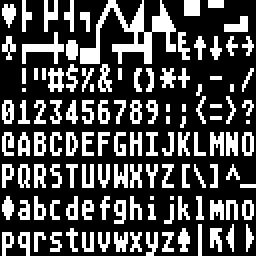 ♥
♣ ↑↓←→
!"#$%&'()*+,-./
0123456789:;<=>?
@ABCDEFGHIJKLMNO
PQRSTUVWXYZ[\]^_
♦abcdefghijklmno
pqrstuvwxyz♠|↰◀▶